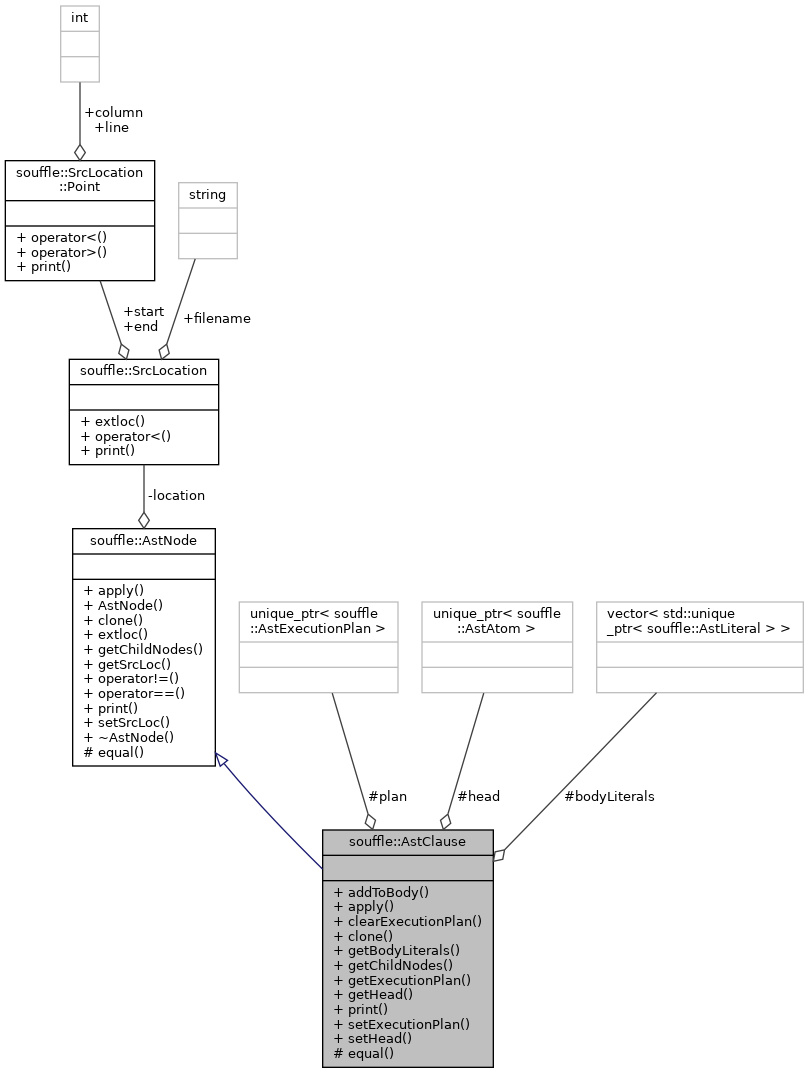 int
+column
+line
souffle::SrcLocation
::Point
+ operator<()
+ operator>()
+ print()
string
+start
+end
+filename
souffle::SrcLocation
+ extloc()
+ operator<()
+ print()
-location
souffle::AstNode
+ apply()
+ AstNode()
+ clone()
+ extloc()
+ getChildNodes()
+ getSrcLoc()
+ operator!=()
+ operator==()
+ print()
+ setSrcLoc()
+ ~AstNode()
# equal()
unique_ptr< souffle
::AstExecutionPlan >
unique_ptr< souffle
::AstAtom >
vector< std::unique
_ptr< souffle::AstLiteral > >
#plan
#head
#bodyLiterals
souffle::AstClause
+ addToBody()
+ apply()
+ clearExecutionPlan()
+ clone()
+ getBodyLiterals()
+ getChildNodes()
+ getExecutionPlan()
+ getHead()
+ print()
+ setExecutionPlan()
+ setHead()
# equal()